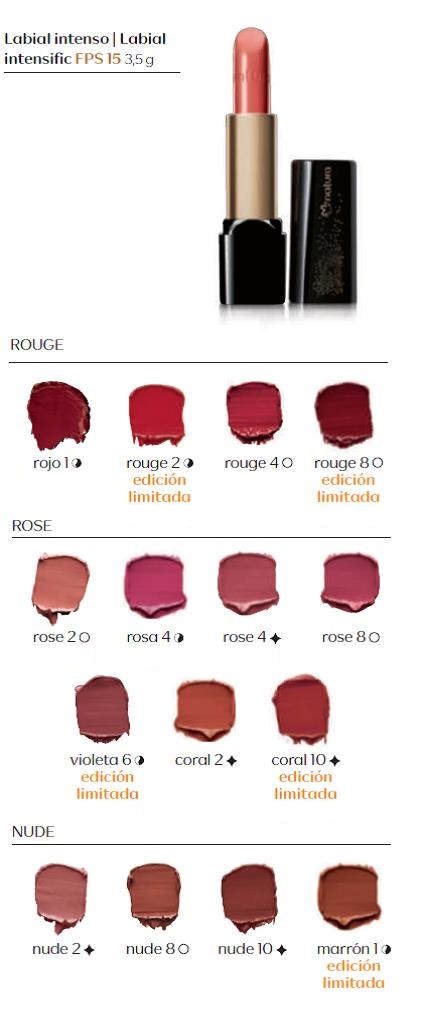 Labial intenso | Labial
intensific FPS 15 3,5 g
natura
ROUGE
rojo 1
rouge 2
edición
limitada
rouge 4
rouge 8
edición
limitada
ROSE
rose 2
rosa 4
rose 4
rose 8
violeta 6
edición
limitada
coral 2
coral 10
edición
limitada
NUDE
nude 2
nude 8
nude 10
marrón 1
edición
limitada